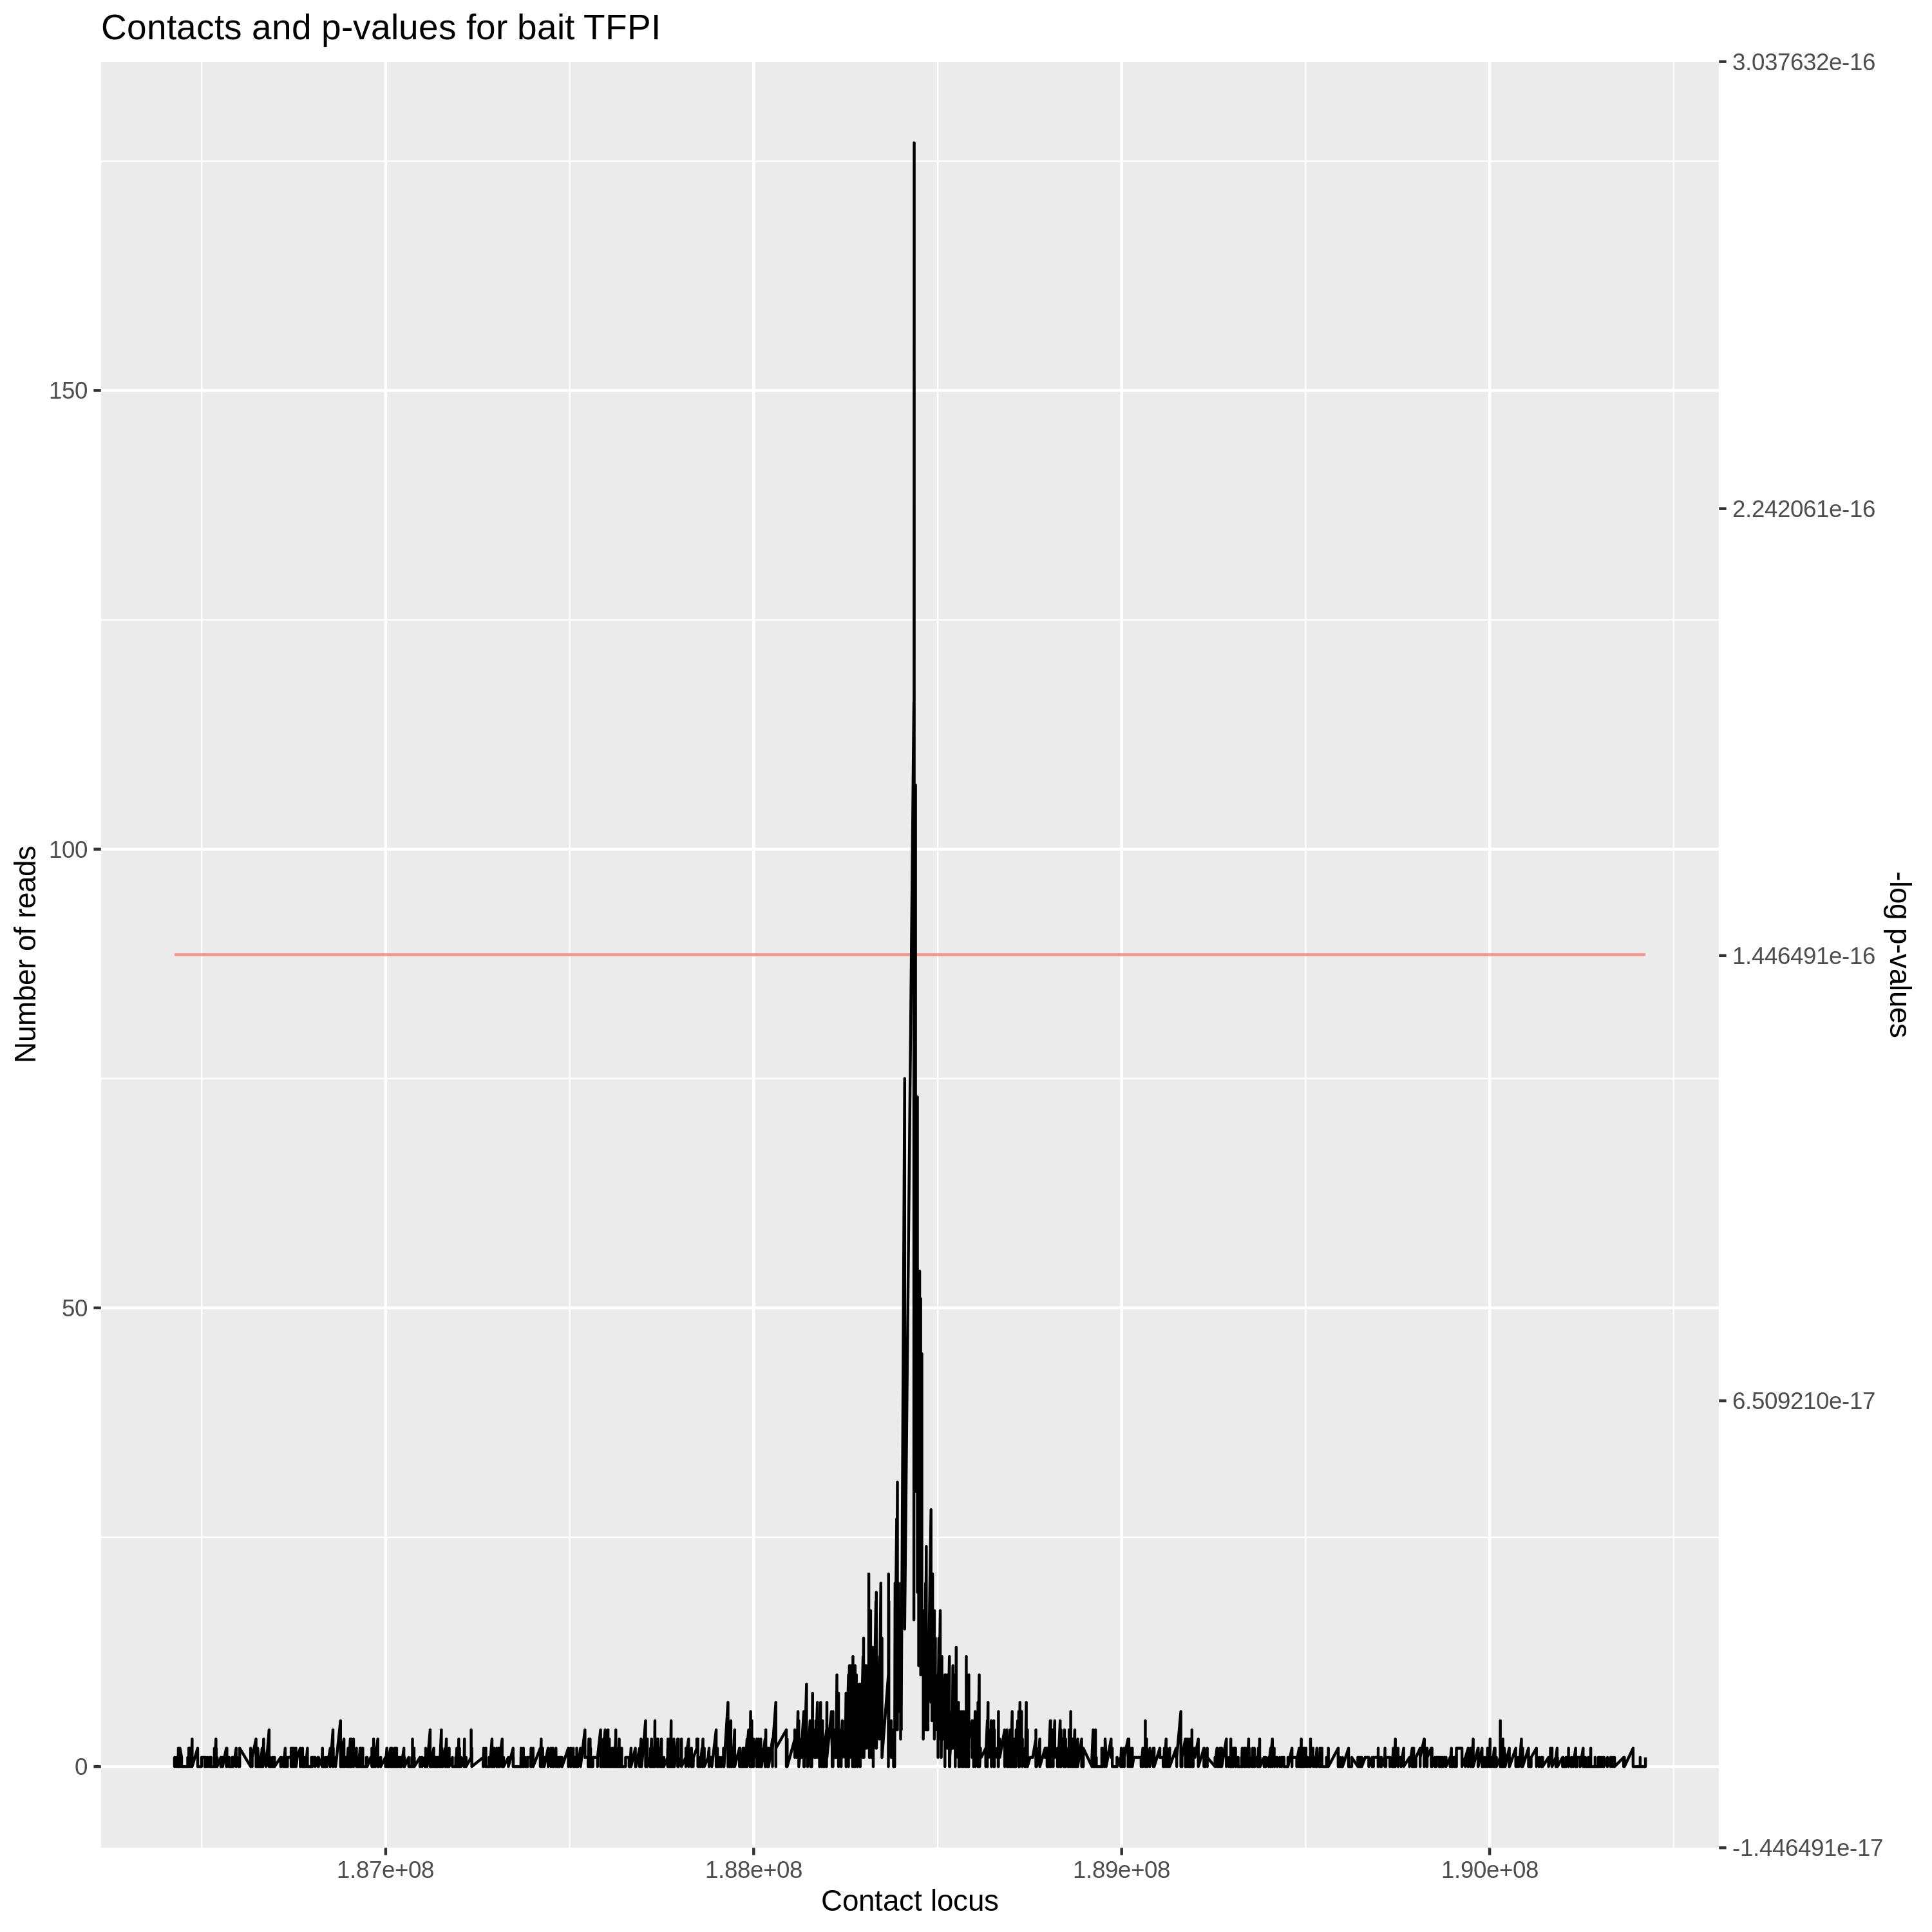 Contacts and p-values for bait TFPI
3.037632e-16
150
2.242061e-16
100
Number of reads
1.446491e-16
-log p-values
50
6.509210e-17
0
-1.446491e-17
1.87e+08
1.88e+08
1.89e+08
1.90e+08
Contact locus